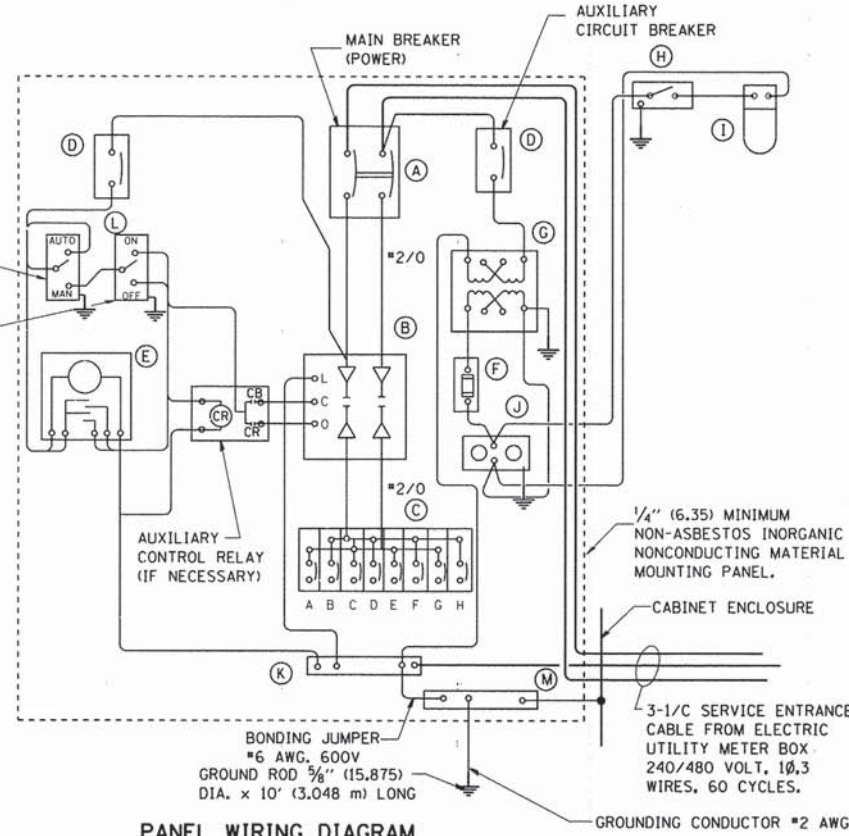 AUXILIARY
CIRCUIT BREAKER
MAIN BREAKER
(POWER)
H
I
D
A
D
L
G
AUTO
MAN
ON
OFF
#2/0
B
E
F
J
L
C
O
CB
CR
CR
#2/0
C
AUXILIARY
CONTROL RELAY
(IF NECESSARY)
A B C D E F G H
1/4" (6.35) MINIMUM
NON-ASBESTOS INORGANIC
NONCONDUCTING MATERIAL
MOUNTING PANEL.
CABINET ENCLOSURE
K
M
3-1/C SERVICE ENTRANCE
CABLE FROM ELECTRIC
UTILITY METER BOX
240/480 VOLT, 1Ø,3
WIRES, 60 CYCLES.
BONDING JUMPER
#6 AWG. 600V
GROUND ROD 5/8" (15.875)
DIA. x 10' (3.048 m) LONG
GROUNDING CONDUCTOR #2 AWG
PANEL WIRING DIAGRAM